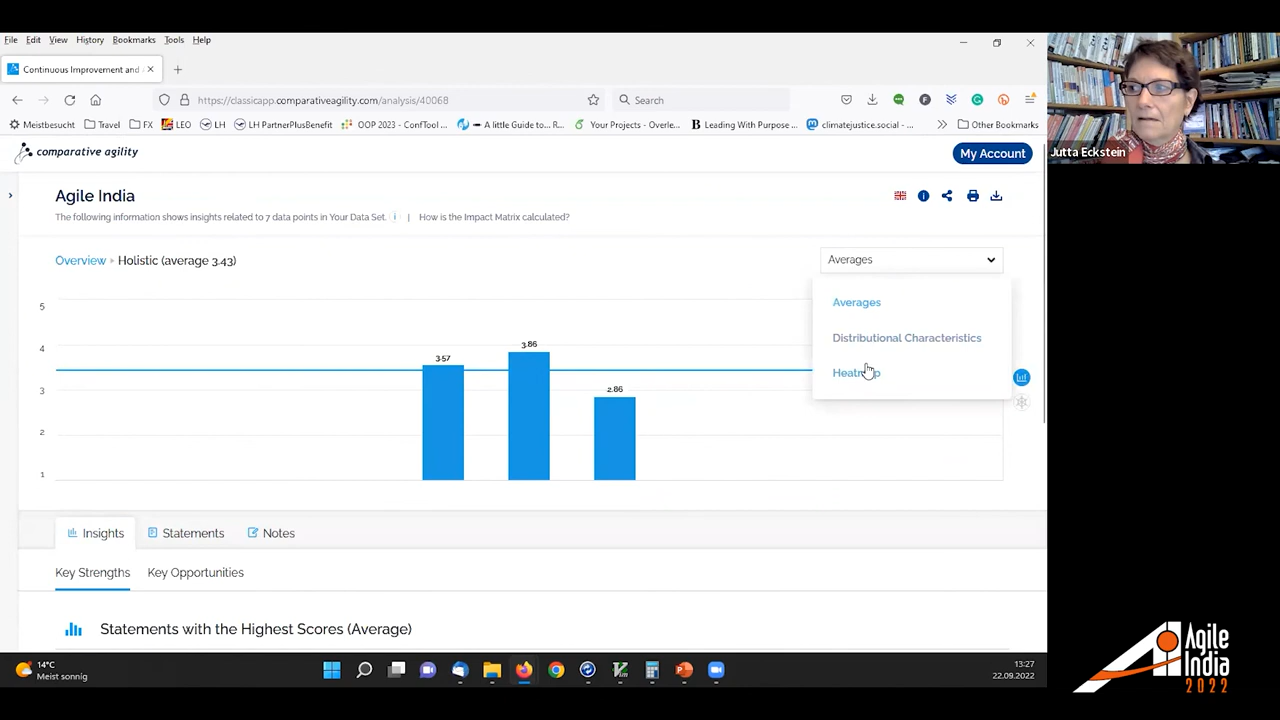 File Edit View History Bookmarks Tools Help
Continuous Improvement and
https://classicapp.comparativeagility.com/analysis/40068
Search
Meistbesucht Travel FX LEO LH LH PartnerPlusBenefit OOP 2023 – ConfTool ... A little Guide to... R... Your Projects - Overle... Leading With Purpose ... climatejustice.social - ... Other Bookmarks
comparative agility
My Account
Jutta Eckstein
Agile India
The following information shows insights related to 7 data points in Your Data Set. | How is the Impact Matrix calculated?
Overview Holistic (average 3.43)
Averages
Averages
Distributional Characteristics
5
4
3
2
1
3.57
3.86
2.86
Insights Statements Notes
Key Strengths Key Opportunities
Statements with the Highest Scores (Average)
14°C
Meist sonnig
13:27
22.09.2022
Agile
India
2022